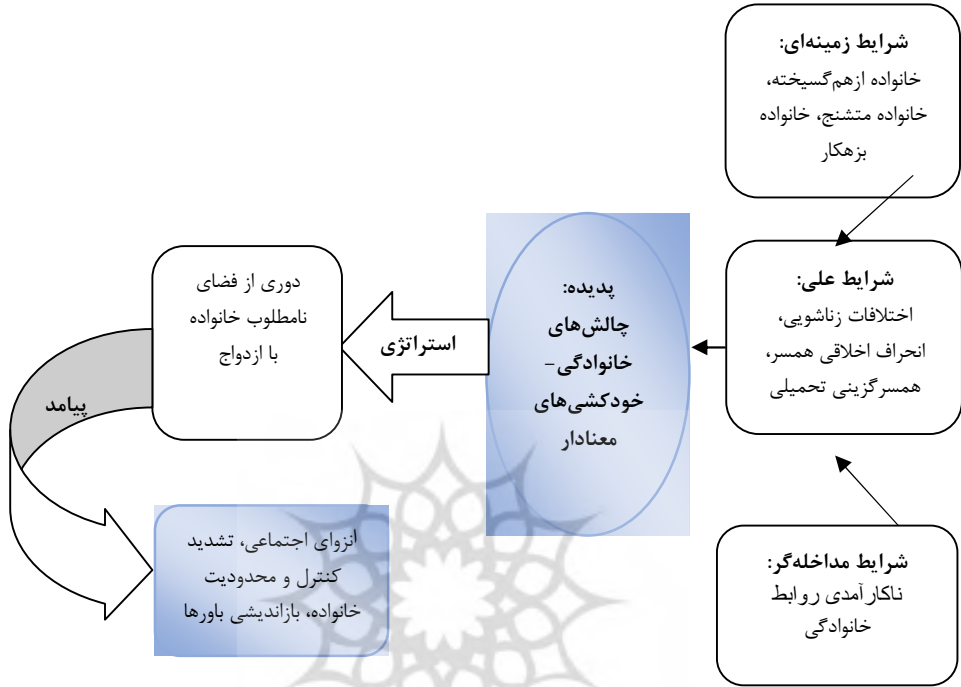 شرایط زمینه‌ای:
خانواده ازهم‌گسیخته،
خانواده متشنج، خانواده
بزهکار
شرایط علی:
اختلافات زناشویی،
انحراف اخلاقی همسر،
همسرگزینی تحمیلی
شرایط مداخله‌گر:
ناکارآمدی روابط
خانوادگی
پدیده:
چالش‌های
خانوادگی -
خودکشی‌های
معنادار
استراتژی
دوری از فضای
نامطلوب خانواده
با ازدواج
پیامد
انزوای اجتماعی، تشدید
کنترل و محدودیت
خانواده، بازاندیشی باورها